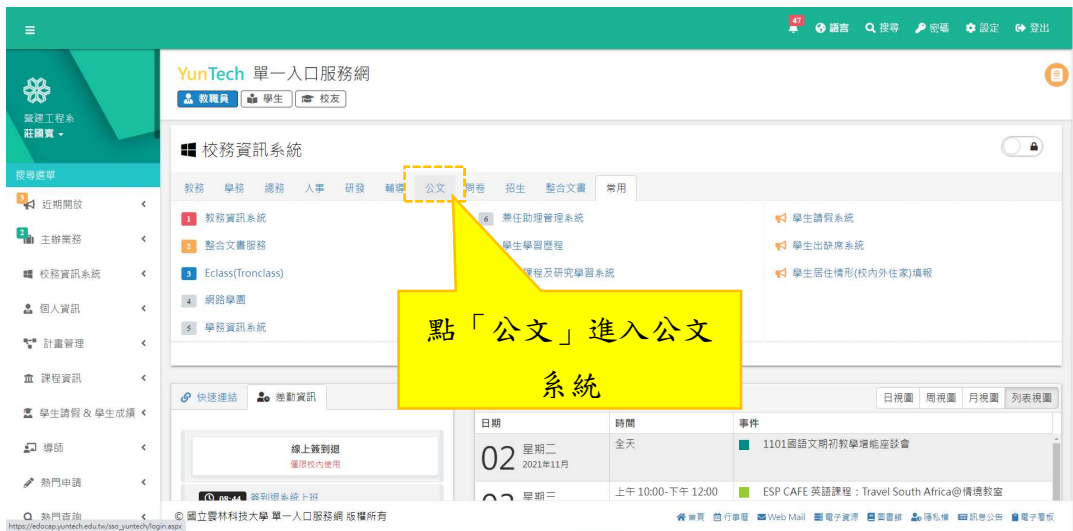 47 語言 搜尋 密碼 設定 登出
YunTech 單一入口服務網
教職員 學生 校友
營建工程系
莊國賓
校務資訊系統
搜尋選單
教務 學務 總務 人事 研發 輔導 公文 問卷 招生 整合文書 常用
3 近期開放
2 主辦業務
校務資訊系統
個人資訊
計畫管理
課程資訊
學生請假 & 學生成績
導師
熱門申請
熱門查詢
1 教務資訊系統
2 整合文書服務
3 Eclass(Tronclass)
4 網路學園
5 學務資訊系統
6 兼任助理管理系統
學生學習歷程
課程及研究學習系統
學生請假系統
學生出缺席系統
學生居住情形(校內外住家)填報
點「公文」進入公文
系統
快速連結 差勤資訊
日視圖 周視圖 月視圖 列表視圖
線上簽到退
僅限校內使用
08:44 簽到退系統上班
日期 時間 事件
02 星期二 2021年11月 全天 1101國語文期初教學增能座談會
02 星期二 上午 10:00-下午 12:00 ESP CAFE 英語課程：Travel South Africa@情境教室
https://edocap.yuntech.edu.tw/sso_yuntech/login.aspx
© 國立雲林科技大學 單一入口服務網 版權所有
首頁 行事曆 Web Mail 電子資源 圖書館 隱私權 訊息公告 電子看板